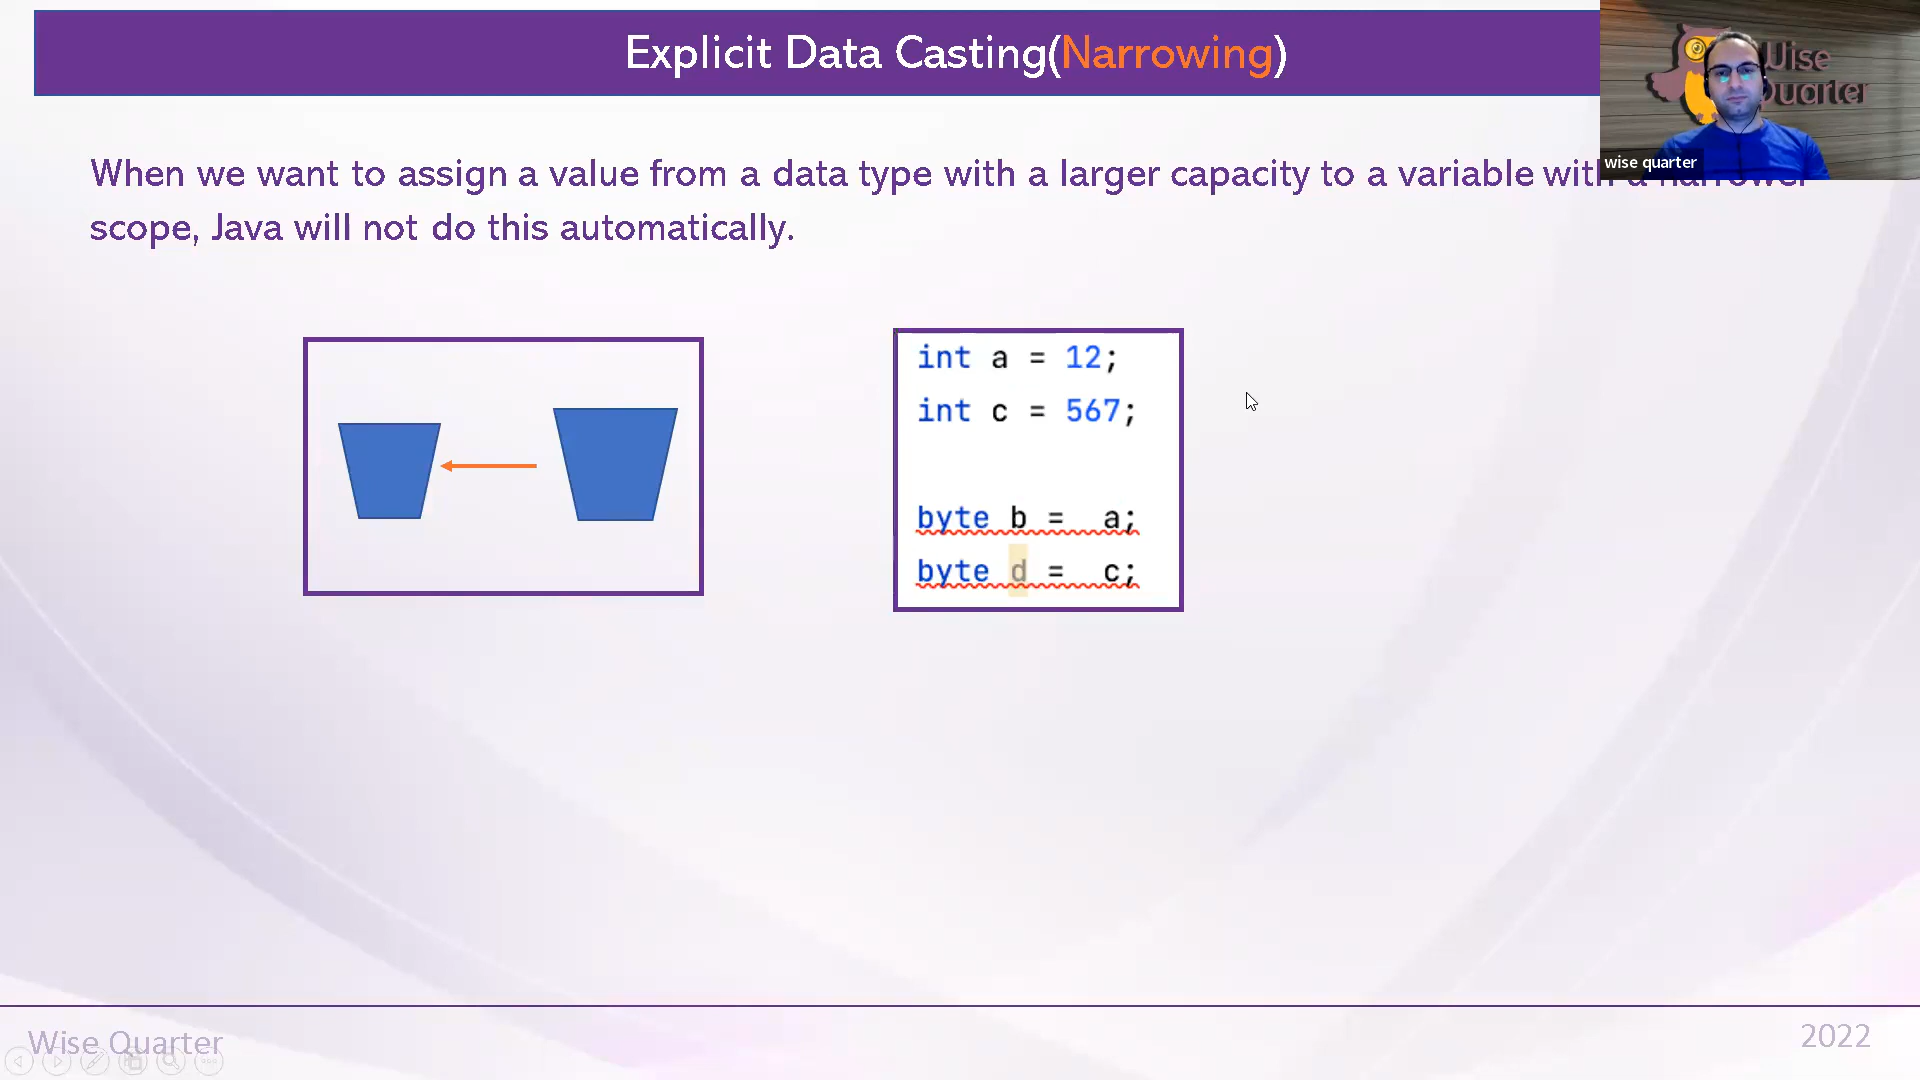 Explicit Data Casting(Narrowing)
Wise
Quarter
wise quarter
When we want to assign a value from a data type with a larger capacity to a variable with a narrower
scope, Java will not do this automatically.
int a = 12;
int c = 567;
byte b =  a;
byte d =  c;
Wise Quarter
2022